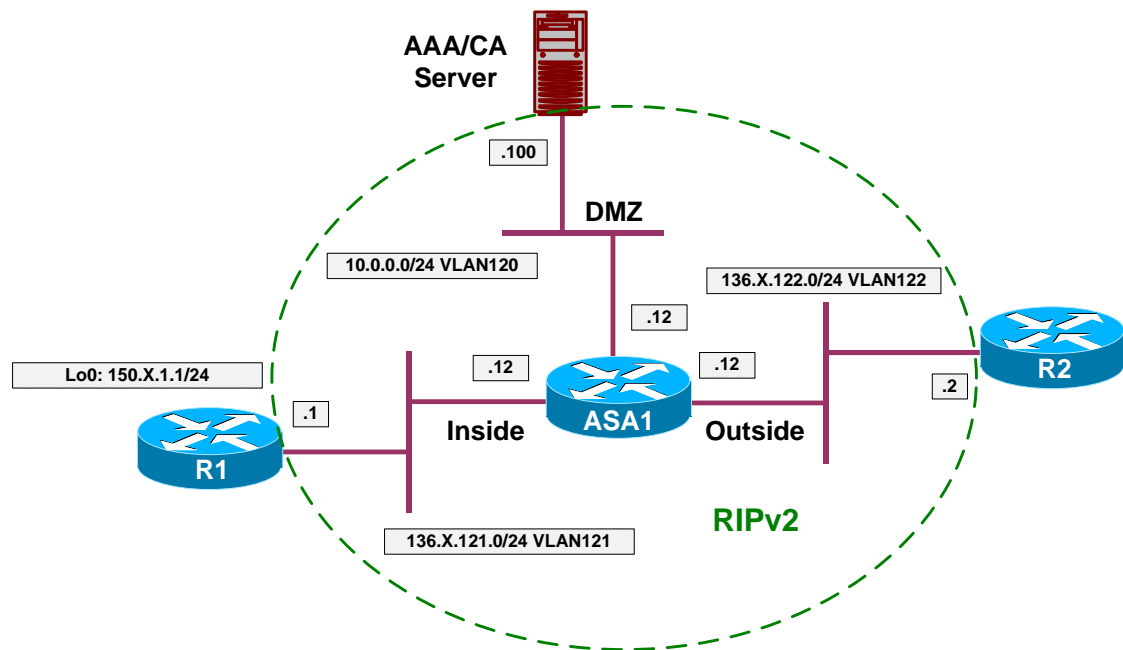 AAA/CA
Server
.100
DMZ
10.0.0.0/24 VLAN120
136.X.122.0/24 VLAN122
.12
Lo0: 150.X.1.1/24
.12
.12
R2
.2
.1
ASA1
Inside
Outside
R1
RIPv2
136.X.121.0/24 VLAN121